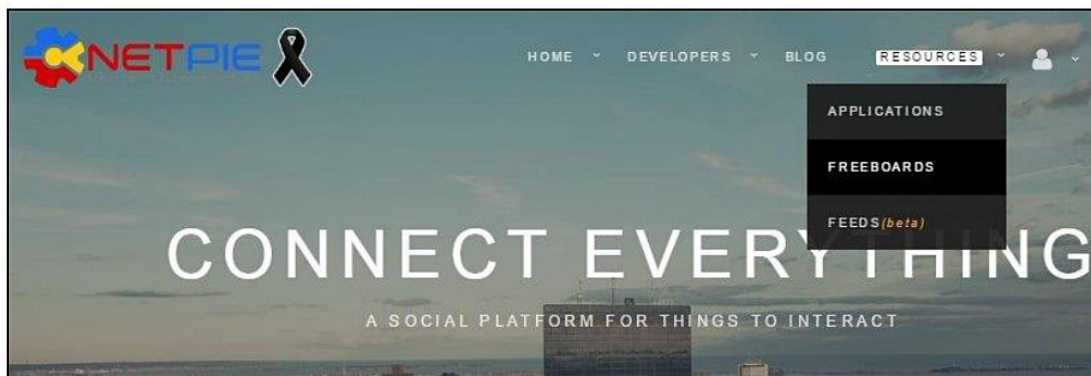 NETPIE
HOME DEVELOPERS BLOG RESOURCES
APPLICATIONS
FREEBOARDS
FEEDS(beta)
CONNECT EVERYTHING
A SOCIAL PLATFORM FOR THINGS TO INTERACT